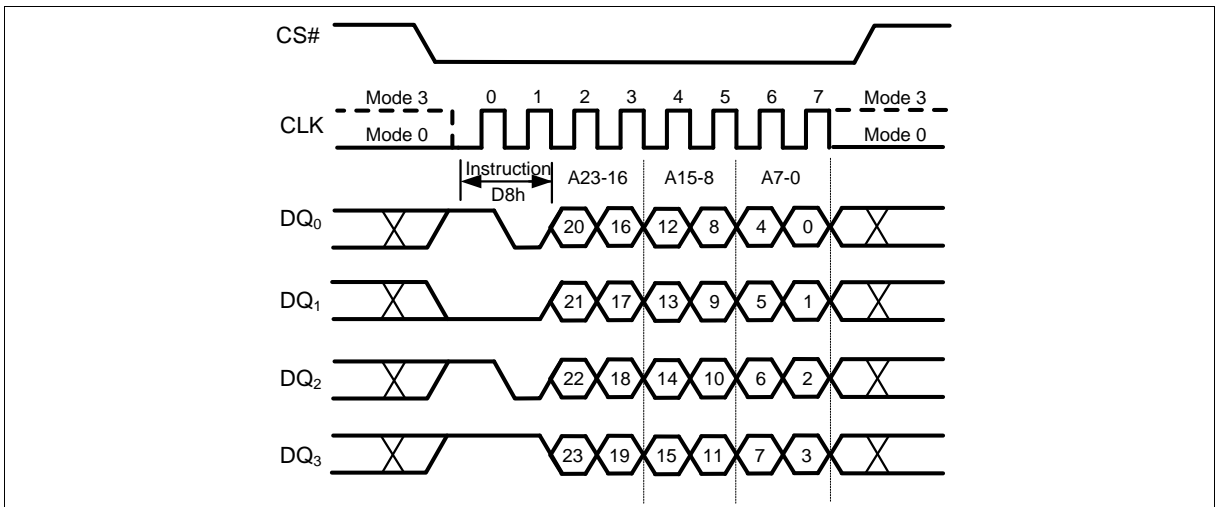 CS#
Mode 3 0 1 2 3 4 5 6 7 Mode 3
CLK
Mode 0 Mode 0
Instruction A23-16 A15-8 A7-0
D8h
DQ0 20 16 12 8 4 0
DQ1 21 17 13 9 5 1
DQ2 22 18 14 10 6 2
DQ3 23 19 15 11 7 3